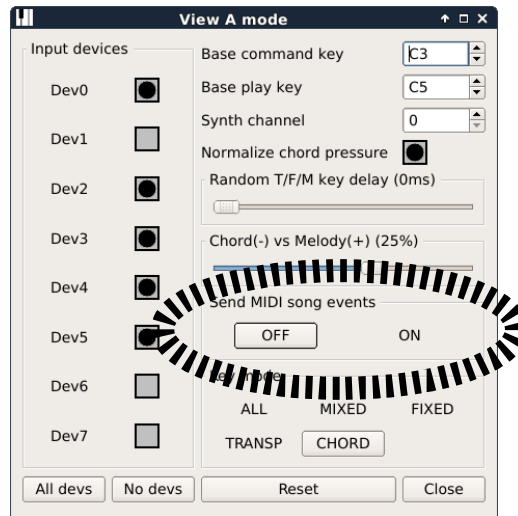 View A mode
Input devices
Dev0
Dev1
Dev2
Dev3
Dev4
Dev5
Dev6
Dev7
Base command key C3
Base play key C5
Synth channel 0
Normalize chord pressure
Random T/F/M key delay (0ms)
Chord(-) vs Melody(+) (25%)
Send MIDI song events
OFF ON
Key mode
ALL MIXED FIXED
TRANSP CHORD
All devs No devs Reset Close